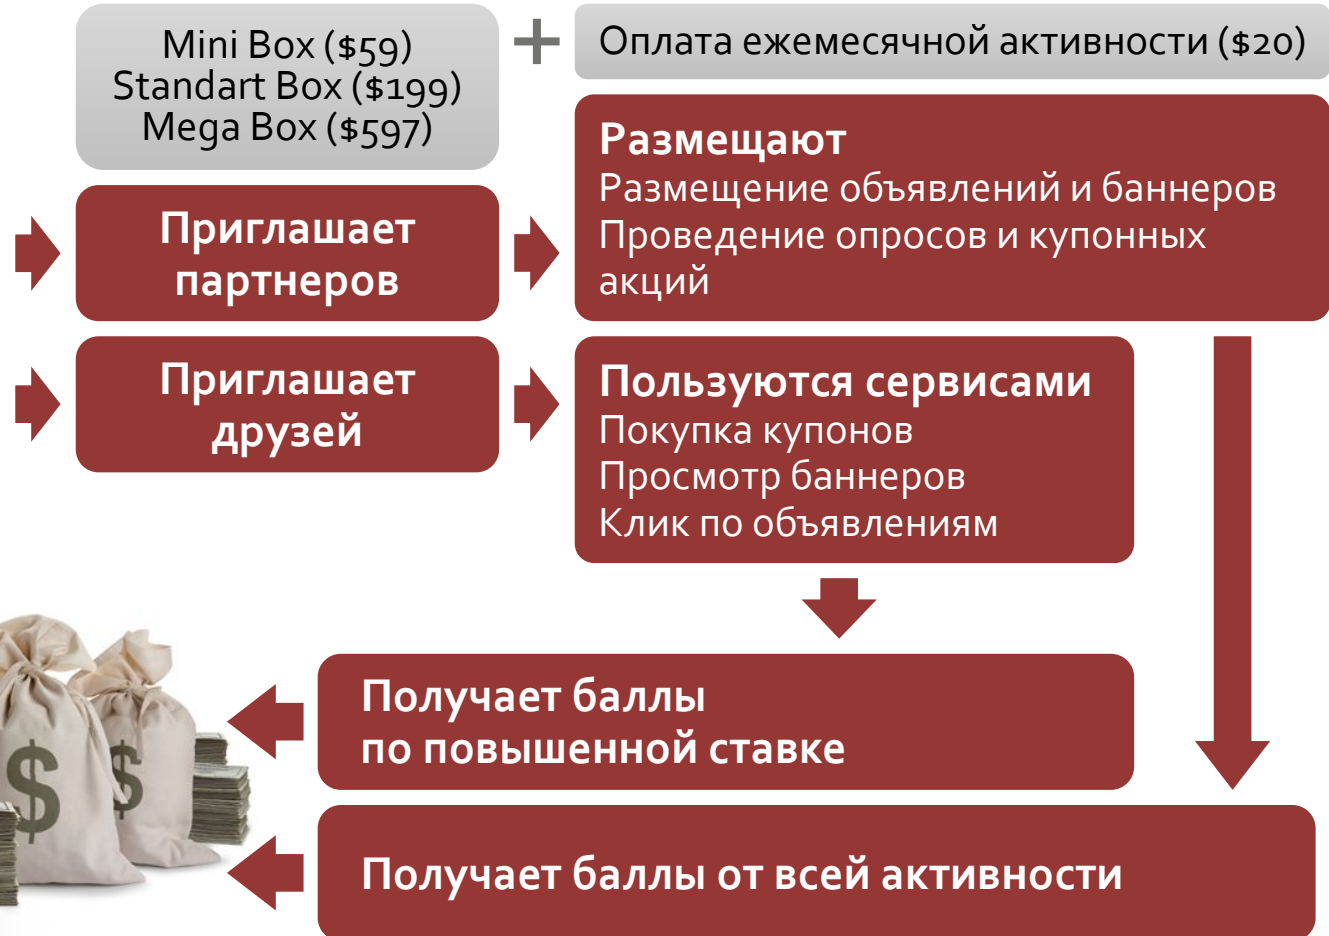 Mini Box ($59)
Standart Box ($199)
Mega Box ($597)
+
Оплата ежемесячной активности ($20)
Приглашает
партнеров
Размещают
Размещение объявлений и баннеров
Проведение опросов и купонных
акций
Приглашает
друзей
Пользуются сервисами
Покупка купонов
Просмотр баннеров
Клик по объявлениям
Получает баллы
по повышенной ставке
Получает баллы от всей активности
$
$